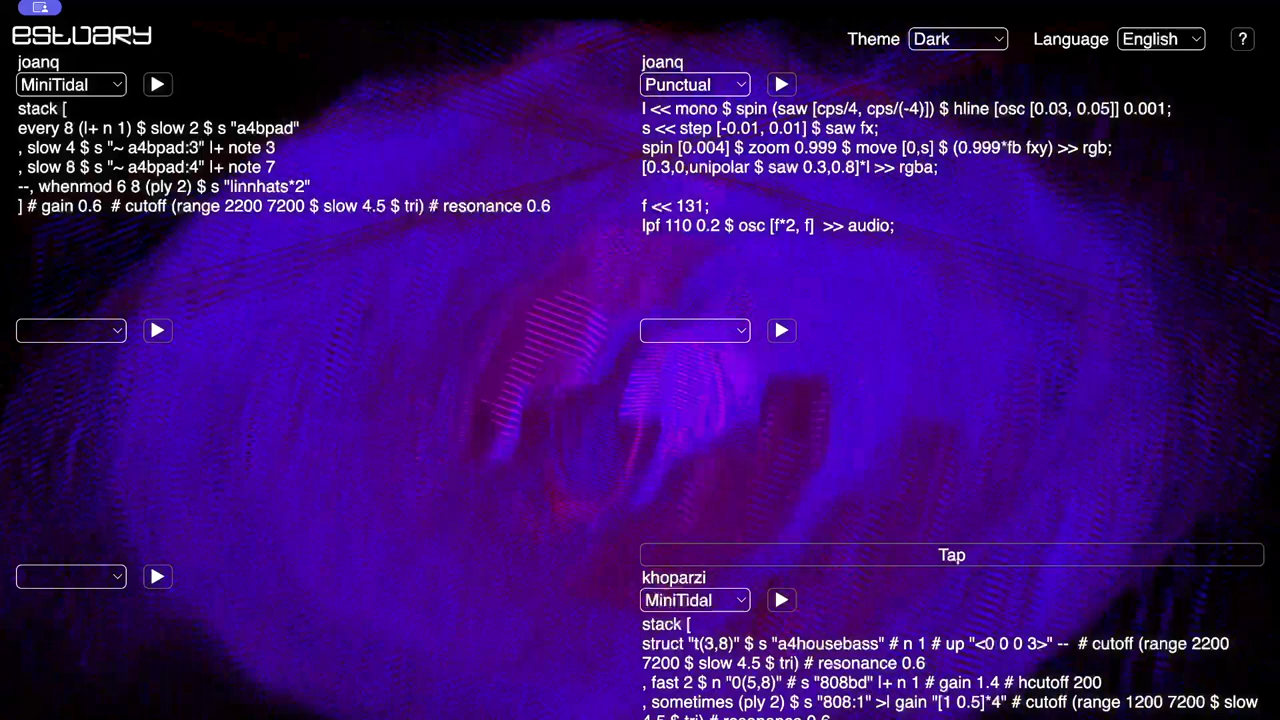 estuary
Theme Dark Language English ?
joanq
MiniTidal
stack [
every 8 (|+ n 1) $ slow 2 $ s "a4bpad"
, slow 4 $ s "~ a4bpad:3" |+ note 3
, slow 8 $ s "~ a4bpad:4" |+ note 7
--, whenmod 6 8 (ply 2) $ s "linnhats*2"
] # gain 0.6  # cutoff (range 2200 7200 $ slow 4.5 $ tri) # resonance 0.6
joanq
Punctual
l << mono $ spin (saw [cps/4, cps/(-4)]) $ hline [osc [0.03, 0.05]] 0.001;
s << step [-0.01, 0.01] $ saw fx;
spin [0.004] $ zoom 0.999 $ move [0,s] $ (0.999*fb fxy) >> rgb;
[0.3,0,unipolar $ saw 0.3,0.8]*l >> rgba;
f << 131;
lpf 110 0.2 $ osc [f*2, f]  >> audio;
Tap
khoparzi
MiniTidal
stack [
struct "t(3,8)" $ s "a4housebass" # n 1 # up "<0 0 0 3>" --  # cutoff (range 2200
7200 $ slow 4.5 $ tri) # resonance 0.6
, fast 2 $ n "0(5,8)" # s "808bd" |+ n 1 # gain 1.4 # hcutoff 200
, sometimes (ply 2) $ s "808:1" >| gain "[1 0.5]*4" # cutoff (range 1200 7200 $ slow
4.5 $ tri) # resonance 0.6